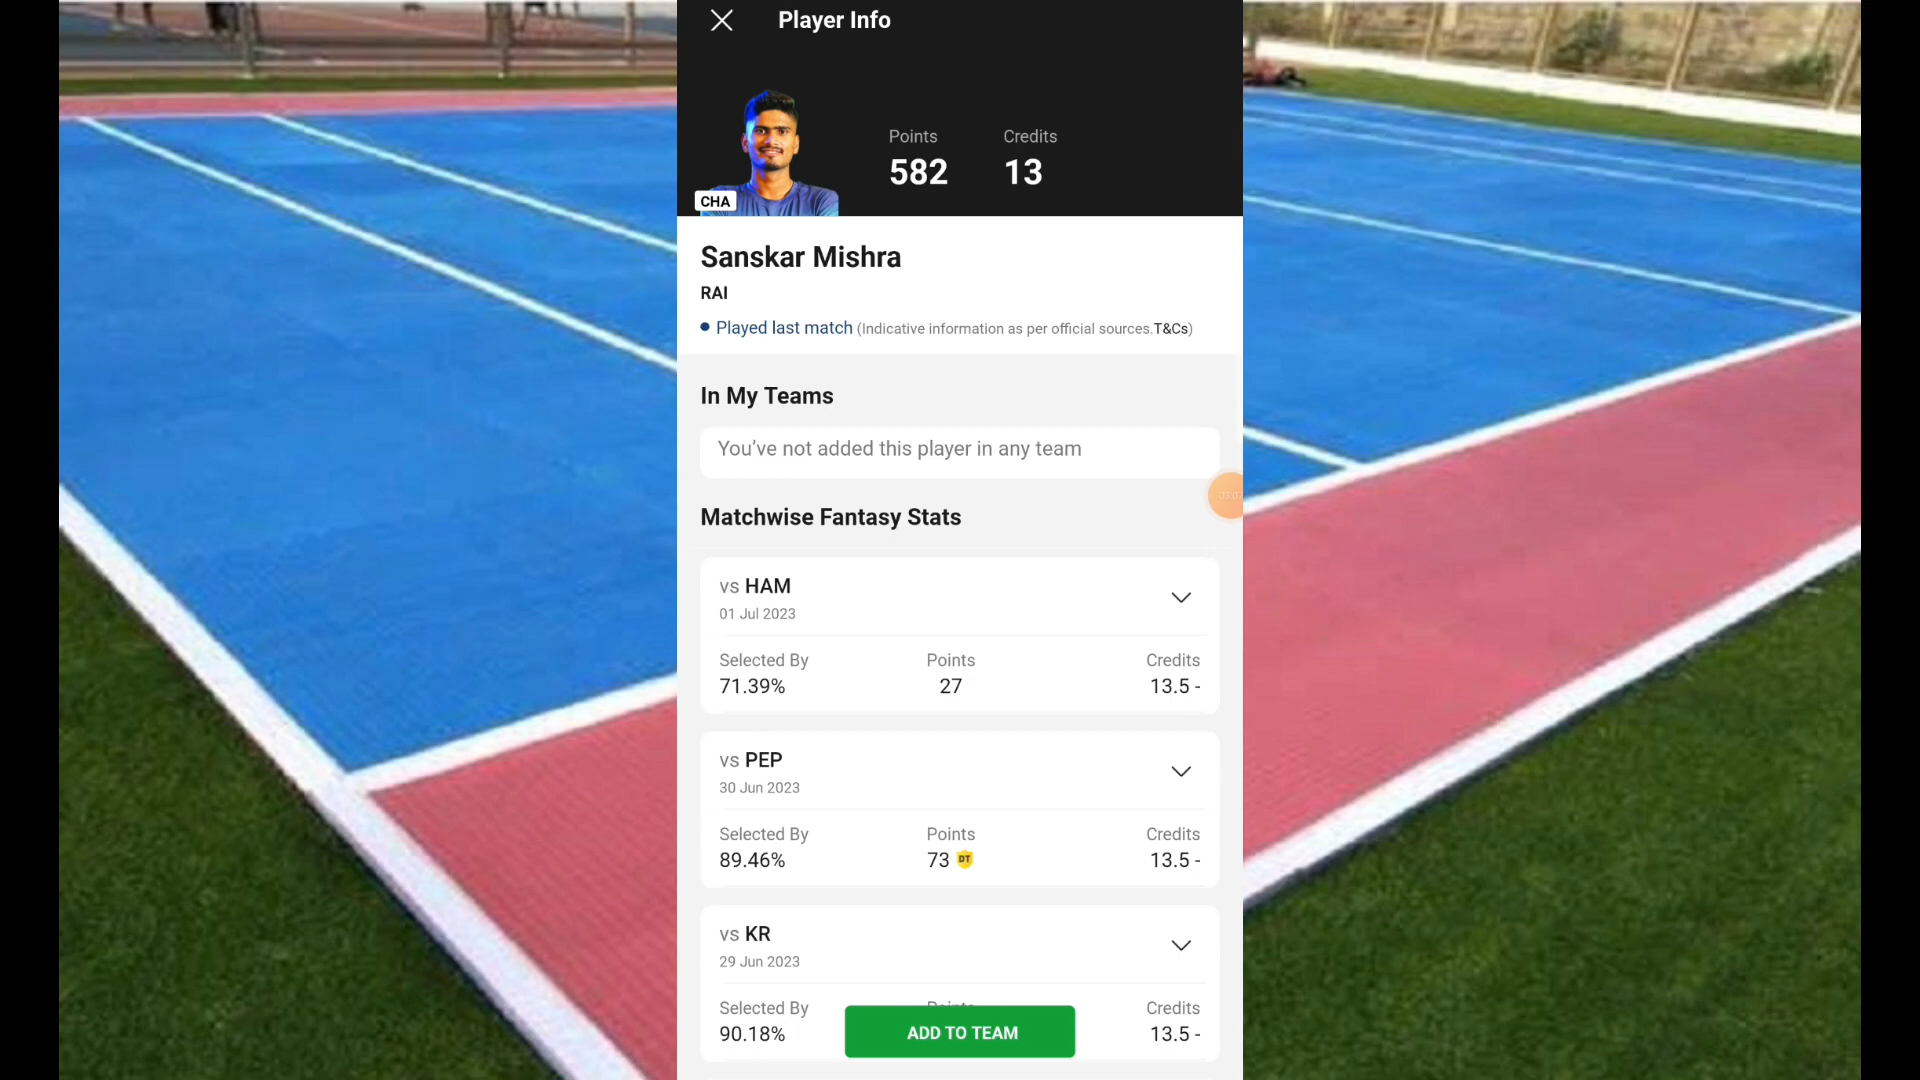 Player Info
Points
Credits
582
13
CHA
Sanskar Mishra
RAI
Played last match (Indicative information as per official sources.T&Cs)
In My Teams
You've not added this player in any team
Matchwise Fantasy Stats
vs HAM
01 Jul 2023
Selected By
Points
Credits
71.39%
27
13.5 -
vs PEP
30 Jun 2023
Selected By
Points
Credits
89.46%
73 DT
13.5 -
vs KR
29 Jun 2023
Selected By
Points
Credits
90.18%
13.5 -
ADD TO TEAM